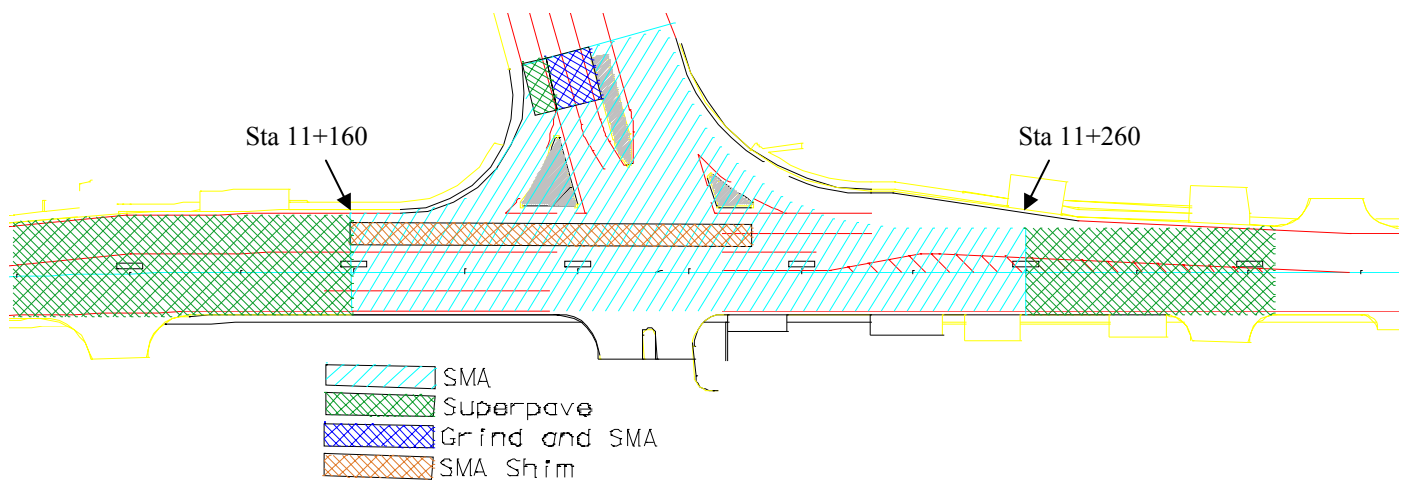 Sta 11+160
Sta 11+260
SMA
Superpave
Grind and SMA
SMA Shim